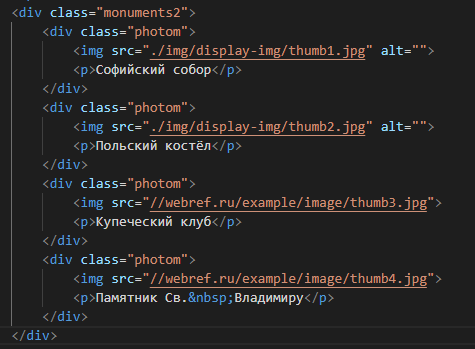 <div class="monuments2">
<div class="photom">
<img src="./img/display-img/thumb1.jpg" alt="">
<p>Софийский собор</p>
</div>
<div class="photom">
<img src="./img/display-img/thumb2.jpg" alt="">
<p>Польский костёл</p>
</div>
<div class="photom">
<img src="//webref.ru/example/image/thumb3.jpg">
<p>Купеческий клуб</p>
</div>
<div class="photom">
<img src="//webref.ru/example/image/thumb4.jpg">
<p>Памятник Св.&nbsp;Владимиру</p>
</div>
</div>